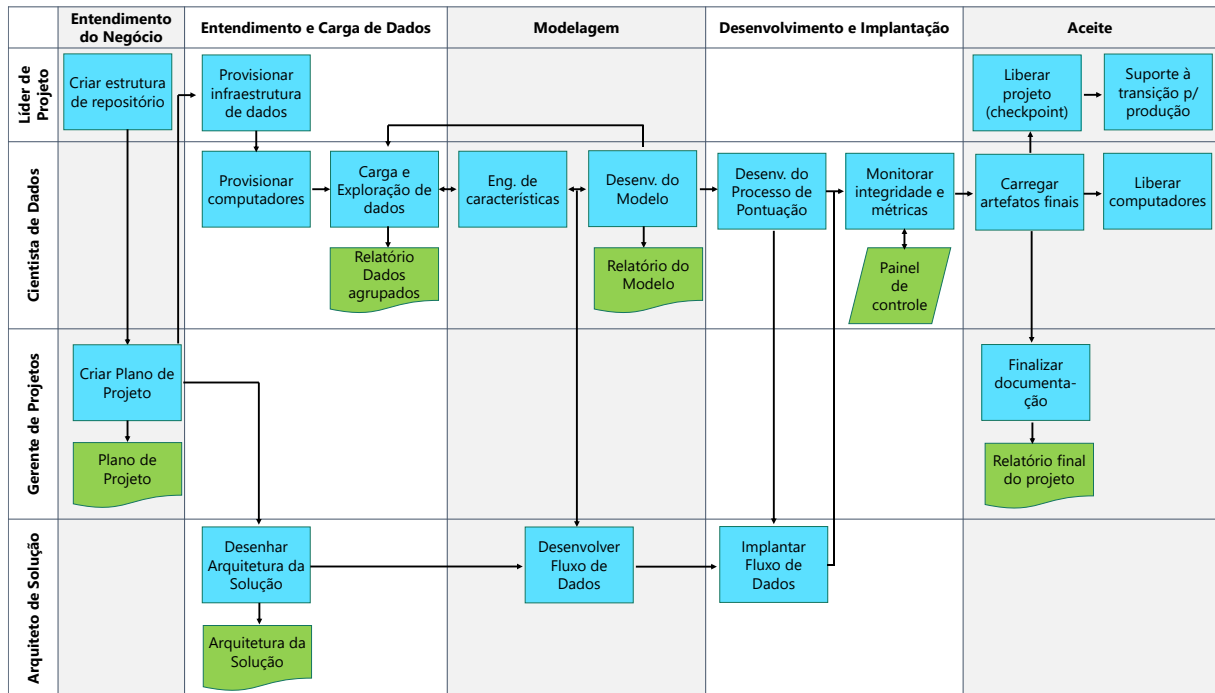 Entendimento
do Negócio
Entendimento e Carga de Dados
Modelagem
Desenvolvimento e Implantação
Aceite
Líder de
Projeto
Criar estrutura
de repositório
Provisionar
infraestrutura
de dados
Liberar
projeto
(checkpoint)
Suporte à
transição p/
produção
Cientista de Dados
Provisionar
computadores
Carga e
Exploração de
dados
Eng. de
características
Desenv. do
Modelo
Desenv. do
Processo de
Pontuação
Monitorar
integridade e
métricas
Carregar
artefatos finais
Liberar
computadores
Relatório
Dados
agrupados
Relatório do
Modelo
Painel
de
controle
Gerente de Projetos
Criar Plano de
Projeto
Finalizar
documenta-
ção
Plano de
Projeto
Relatório final
do projeto
Arquiteto de Solução
Desenhar
Arquitetura da
Solução
Desenvolver
Fluxo de
Dados
Implantar
Fluxo de
Dados
Arquitetura da
Solução